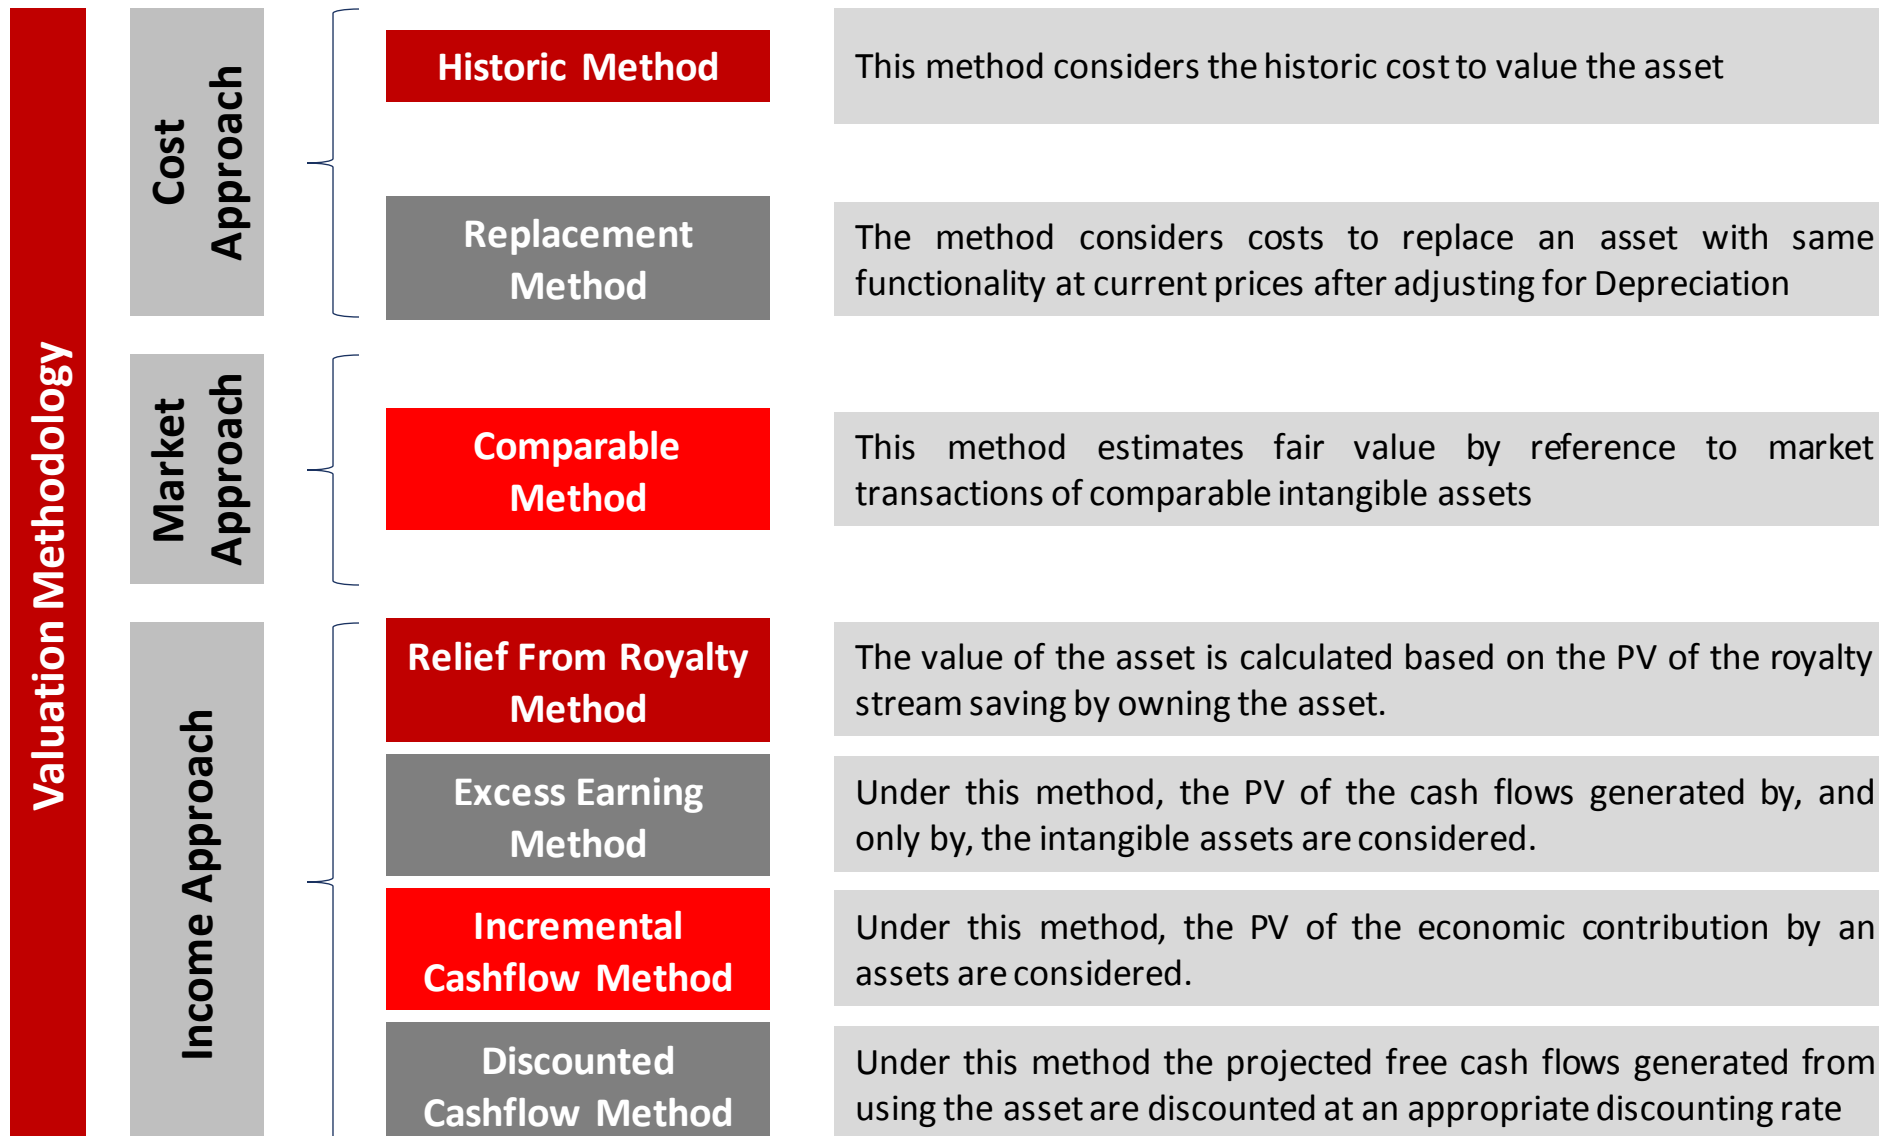 Valuation Methodology
Cost
Approach
Historic Method
This method considers the historic cost to value the asset
Replacement
Method
The method considers costs to replace an asset with same
functionality at current prices after adjusting for Depreciation
Market
Approach
Comparable
Method
This method estimates fair value by reference to market
transactions of comparable intangible assets
Income Approach
Relief From Royalty
Method
The value of the asset is calculated based on the PV of the royalty
stream saving by owning the asset.
Excess Earning
Method
Under this method, the PV of the cash flows generated by, and
only by, the intangible assets are considered.
Incremental
Cashflow Method
Under this method, the PV of the economic contribution by an
assets are considered.
Discounted
Cashflow Method
Under this method the projected free cash flows generated from
using the asset are discounted at an appropriate discounting rate